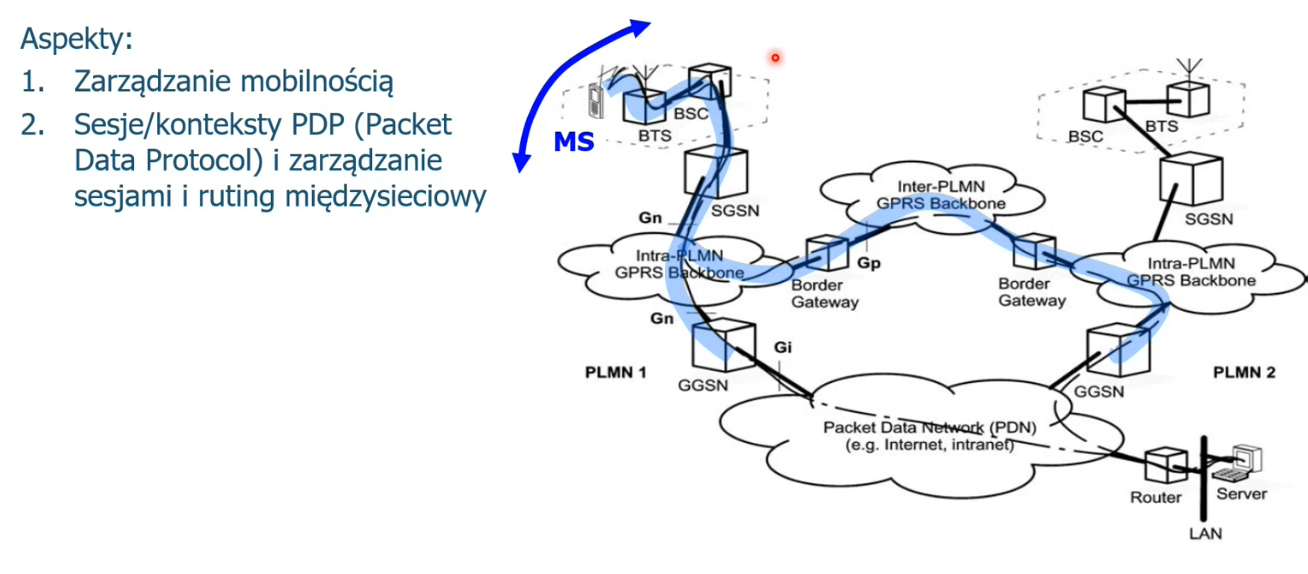 Aspekty:
1. Zarządzanie mobilnością
2. Sesje/konteksty PDP (Packet
Data Protocol) i zarządzanie
sesjami i ruting międzysieciowy
MS
BTS
BSC
SGSN
Gn
Intra-PLMN
GPRS Backbone
Gn
GGSN
PLMN 1
Gi
Border
Gateway
Gp
Inter-PLMN
GPRS Backbone
Border
Gateway
BSC
BTS
SGSN
Intra-PLMN
GPRS Backbone
GGSN
PLMN 2
Packet Data Network (PDN)
(e.g. Internet, intranet)
Router
Server
LAN